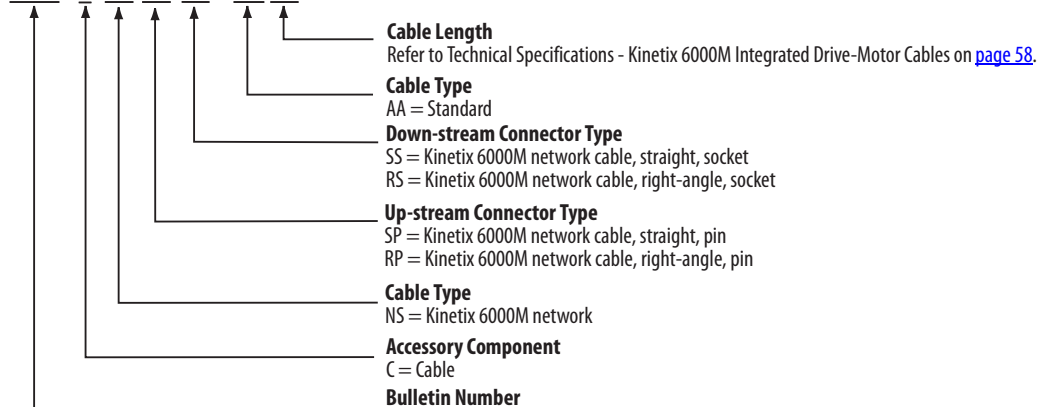 Cable Length
Refer to Technical Specifications - Kinetix 6000M Integrated Drive-Motor Cables on page 58.
Cable Type
AA = Standard
Down-stream Connector Type
SS = Kinetix 6000M network cable, straight, socket
RS = Kinetix 6000M network cable, right-angle, socket
Up-stream Connector Type
SP = Kinetix 6000M network cable, straight, pin
RP = Kinetix 6000M network cable, right-angle, pin
Cable Type
NS = Kinetix 6000M network
Accessory Component
C = Cable
Bulletin Number